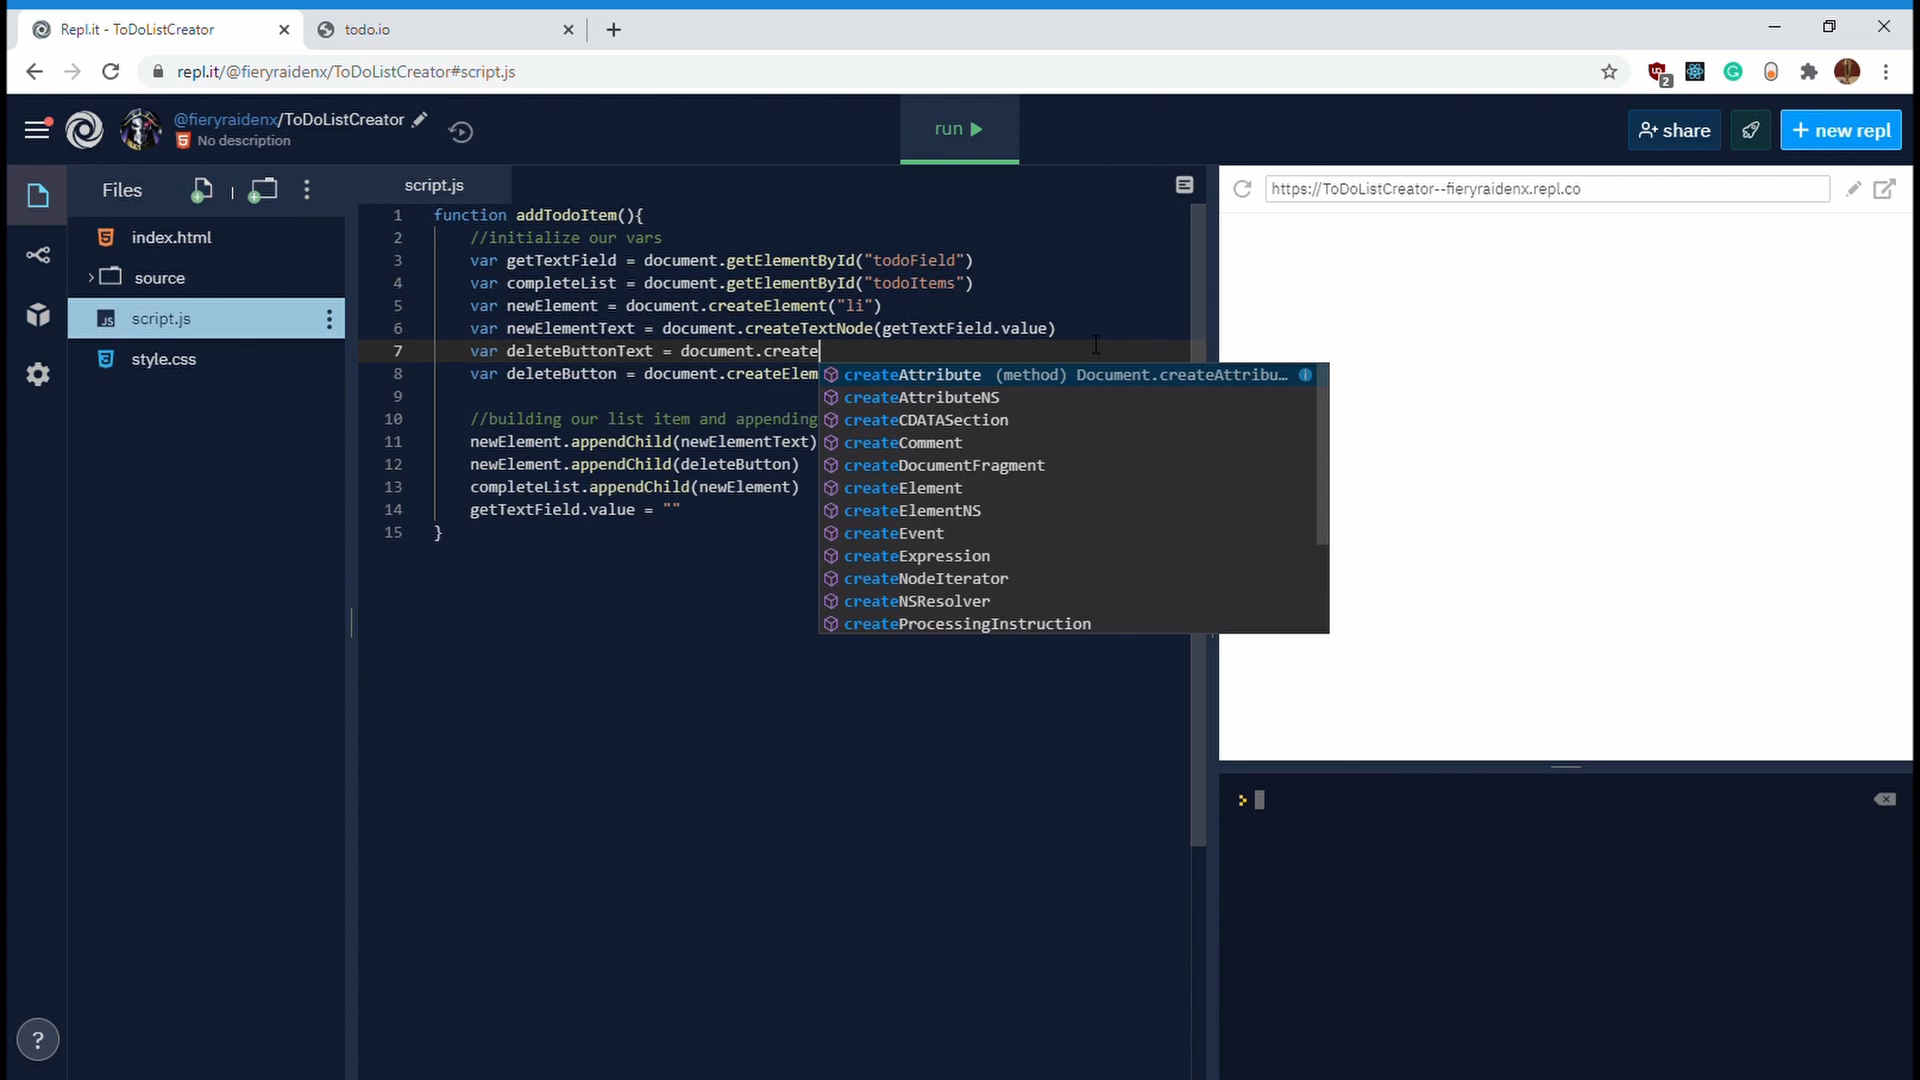 Repl.it - ToDoListCreator
todo.io
repl.it/@fieryraidenx/ToDoListCreator#script.js
2
@fieryraidenx/ToDoListCreator
No description
run
share
+ new repl
Files
script.js
https://ToDoListCreator--fieryraidenx.repl.co
index.html
source
JS script.js
style.css
1 function addTodoItem(){
2 //initialize our vars
3 var getTextField = document.getElementById("todoField")
4 var completeList = document.getElementById("todoItems")
5 var newElement = document.createElement("li")
6 var newElementText = document.createTextNode(getTextField.value)
7 var deleteButtonText = document.create
8 var deleteButton = document.createElem
9
10 //building our list item and appending
11 newElement.appendChild(newElementText)
12 newElement.appendChild(deleteButton)
13 completeList.appendChild(newElement)
14 getTextField.value = ""
15 }
createAttribute (method) Document.createAttribu...
createAttributeNS
createCDATASection
createComment
createDocumentFragment
createElement
createElementNS
createEvent
createExpression
createNodeIterator
createNSResolver
createProcessingInstruction
>
?